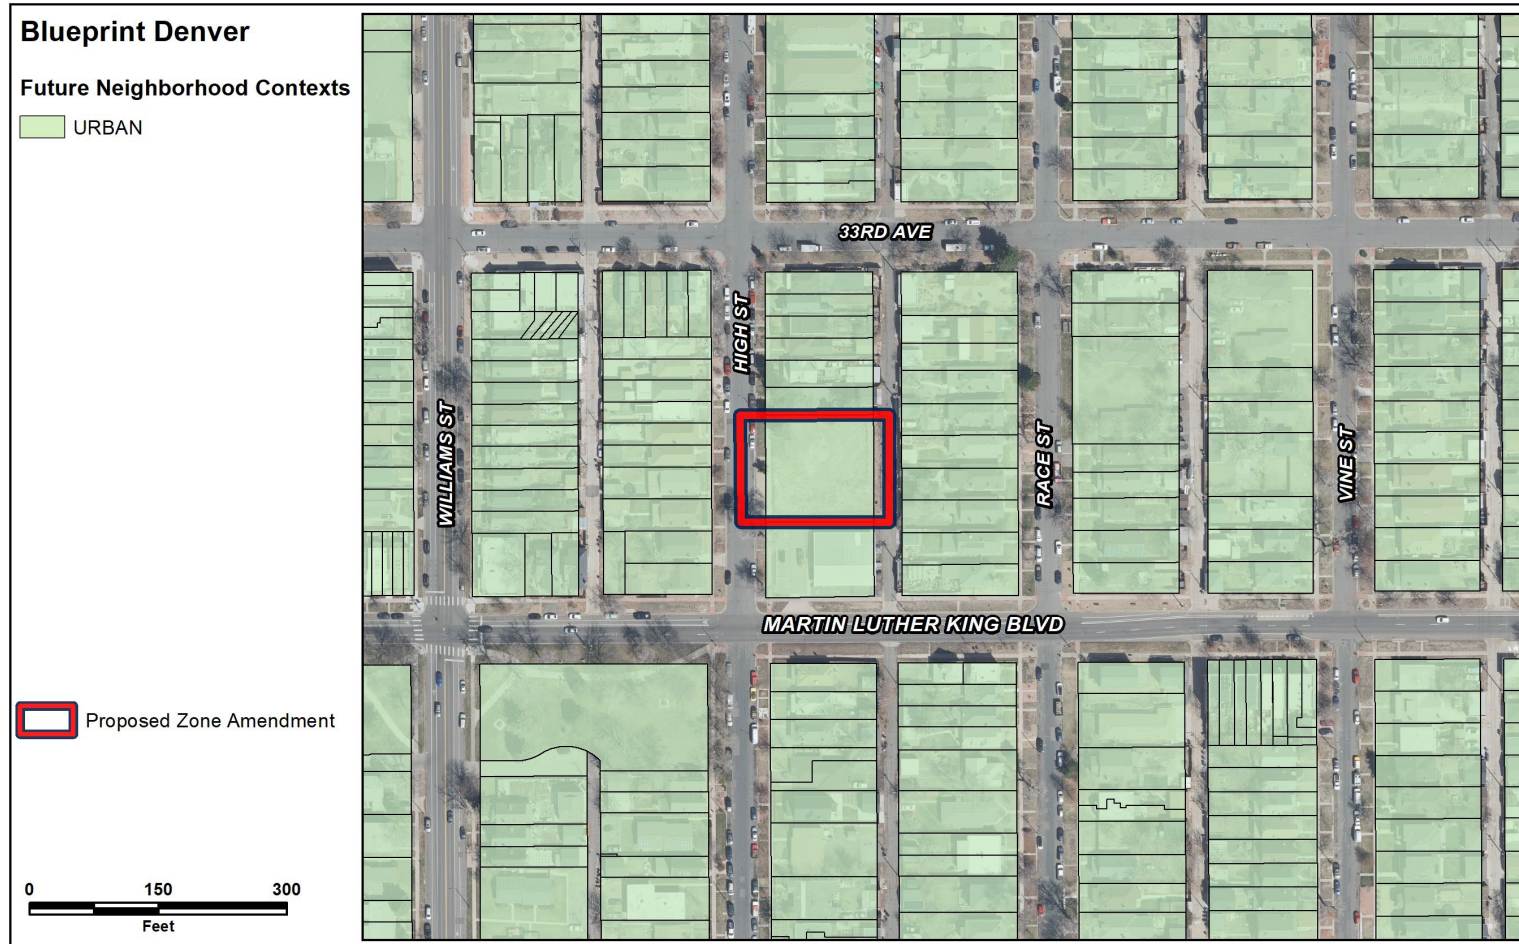 Blueprint Denver
Future Neighborhood Contexts
URBAN
Proposed Zone Amendment
0 150 300
Feet
33RD AVE
HIGH ST
WILLIAMS ST
RACE ST
VINE ST
MARTIN LUTHER KING BLVD